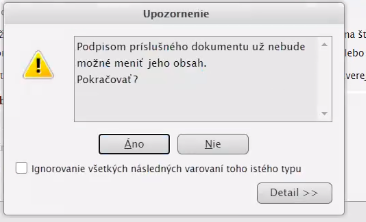 Upozornenie
Podpisom príslušného dokumentu už nebude
možné meniť jeho obsah.
Pokračovať?
Áno
Nie
Ignorovanie všetkých následných varovaní toho istého typu
Detail >>